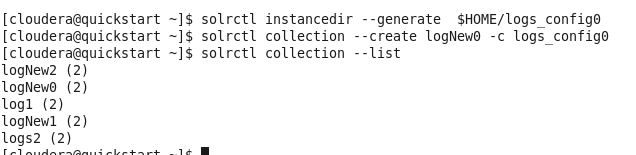 [cloudera@quickstart ~]$ solrctl instancedir --generate  $HOME/logs_config0
[cloudera@quickstart ~]$ solrctl collection --create logNew0 -c logs_config0
[cloudera@quickstart ~]$ solrctl collection --list
logNew2 (2)
logNew0 (2)
log1 (2)
logNew1 (2)
logs2 (2)
[cloudera@quickstart ~]$